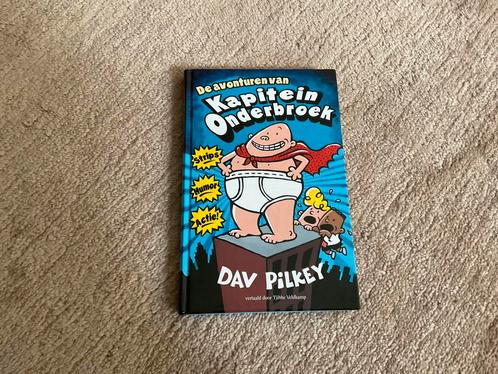 De avonturen van
Kapitein
Onderbroek
Strips
Humor
Actie!
DAV PiLKEY
vertaald door Tjibbe Veldkamp